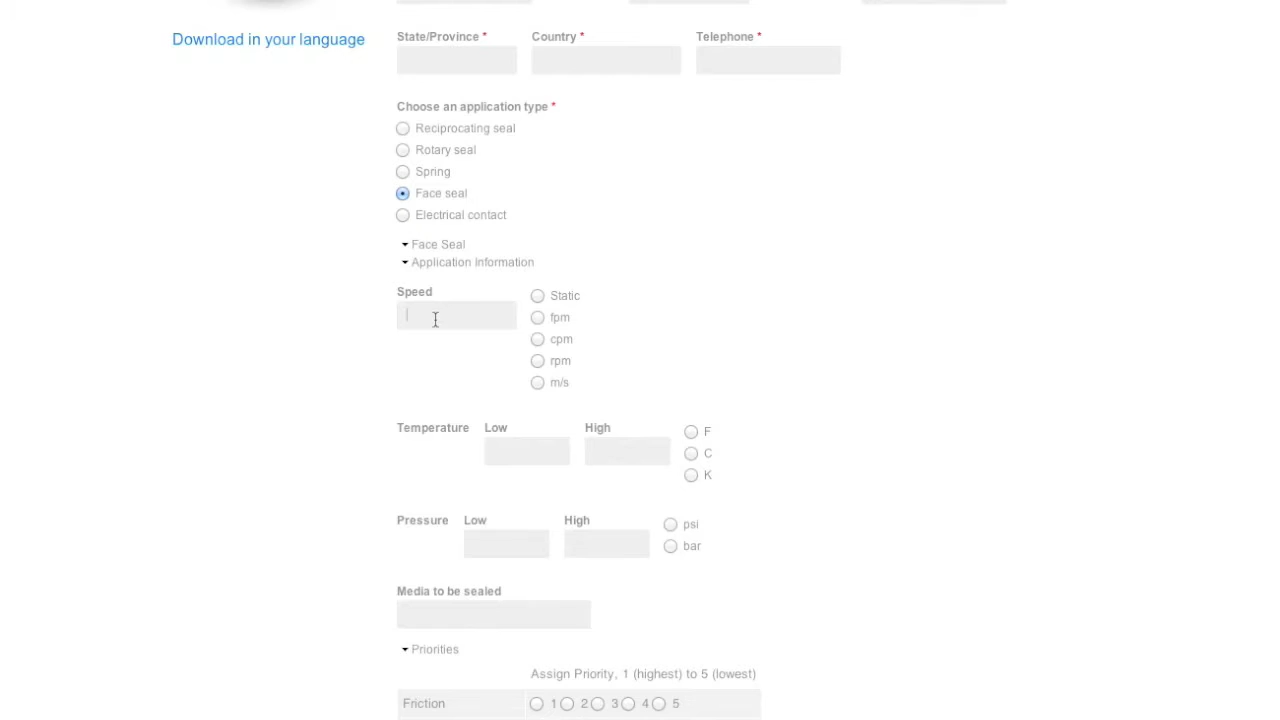 Download in your language
State/Province * Country * Telephone *
Choose an application type *
Reciprocating seal
Rotary seal
Spring
Face seal
Electrical contact
Face Seal
Application Information
Speed
Static
fpm
cpm
rpm
m/s
Temperature Low High
F
C
K
Pressure Low High
psi
bar
Media to be sealed
Priorities
Assign Priority, 1 (highest) to 5 (lowest)
Friction 1 2 3 4 5